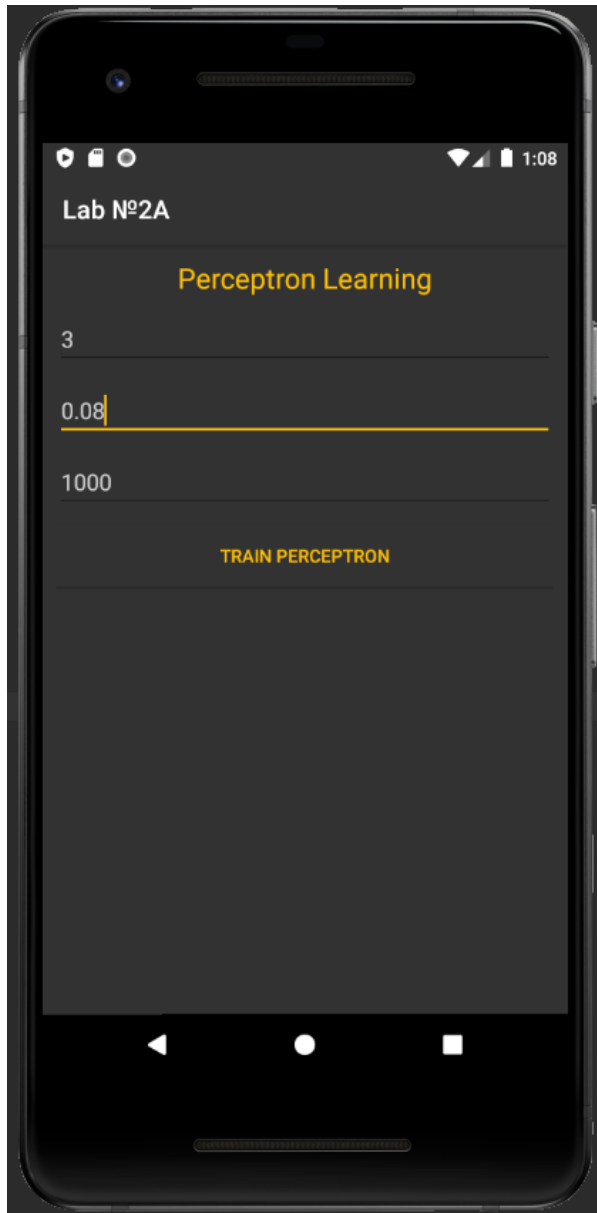 1:08
Lab №2A
Perceptron Learning
3
0.08
1000
TRAIN PERCEPTRON